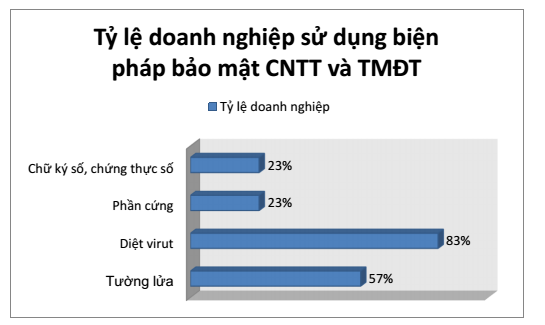 Tỷ lệ doanh nghiệp sử dụng biện
pháp bảo mật CNTT và TMĐT
Tỷ lệ doanh nghiệp
Chữ ký số, chứng thực số 23%
Phần cứng 23%
Diệt virut 83%
Tường lửa 57%